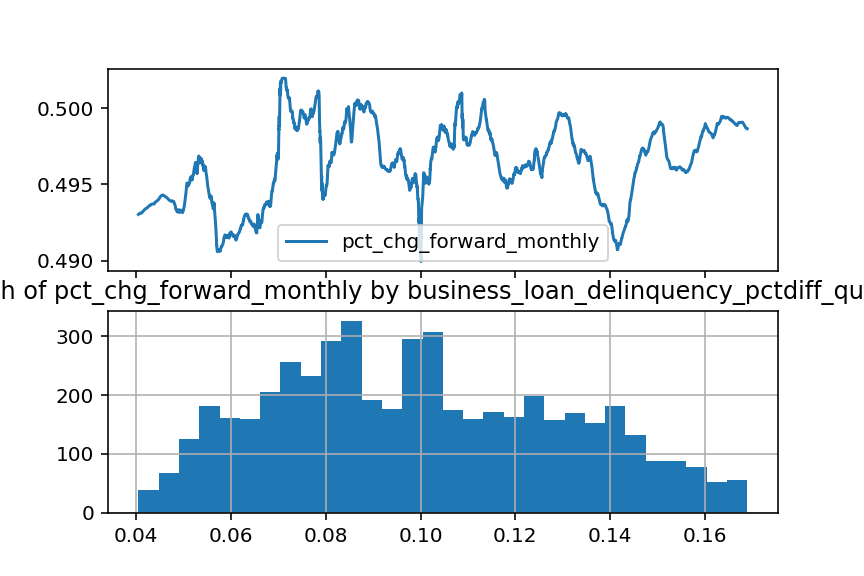 0.500
0.495
0.490
pct_chg_forward_monthly
h of pct_chg_forward_monthly by business_loan_delinquency_pctdiff_qu
300
200
100
0
0.04 0.06 0.08 0.10 0.12 0.14 0.16